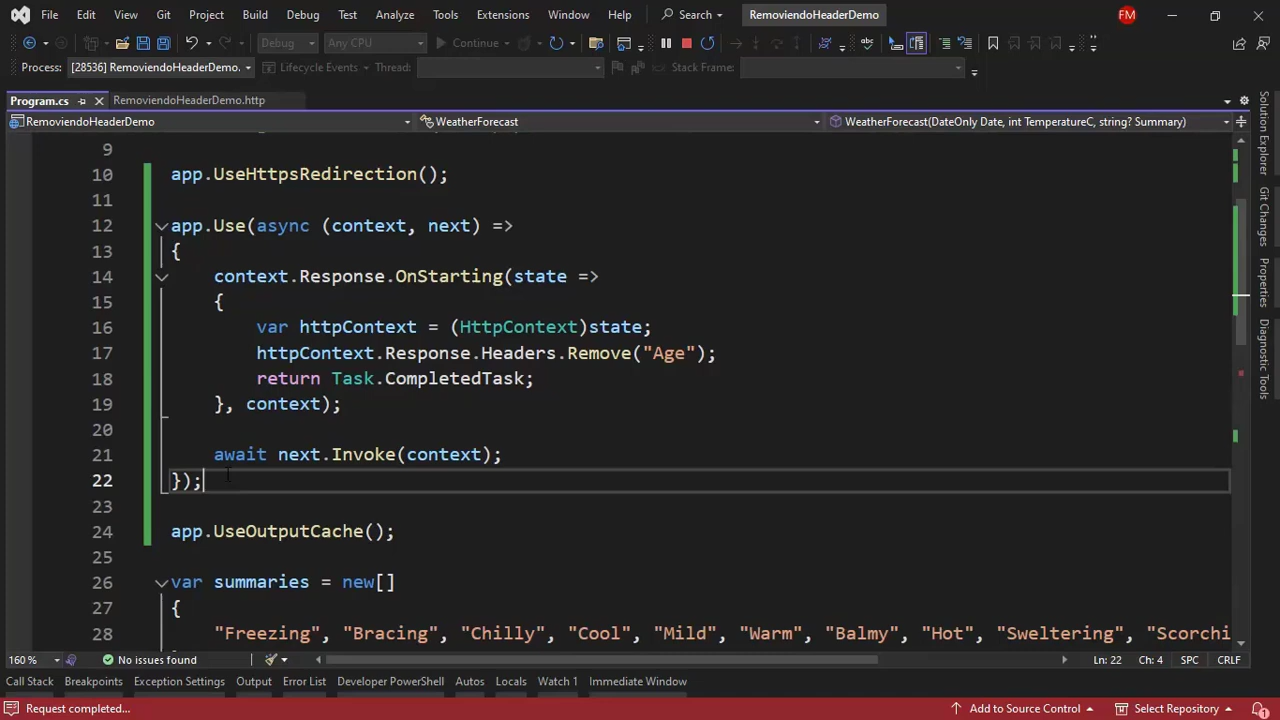 File Edit View Git Project Build Debug Test Analyze Tools Extensions Window Help Search RemoviendoHeaderDemo FM
Debug Any CPU Continue
Process: [28536] RemoviendoHeaderDemo. Lifecycle Events Thread: Stack Frame:
Program.cs RemoviendoHeaderDemo.http
RemoviendoHeaderDemo WeatherForecast WeatherForecast(DateOnly Date, int TemperatureC, string? Summary)
9
10 app.UseHttpsRedirection();
11
12 app.Use(async (context, next) =>
13 {
14 context.Response.OnStarting(state =>
15 {
16 var httpContext = (HttpContext)state;
17 httpContext.Response.Headers.Remove("Age");
18 return Task.CompletedTask;
19 }, context);
20
21 await next.Invoke(context);
22 });
23
24 app.UseOutputCache();
25
26 var summaries = new[]
27 {
28 "Freezing", "Bracing", "Chilly", "Cool", "Mild", "Warm", "Balmy", "Hot", "Sweltering", "Scorchi
160 % No issues found Ln: 22 Ch: 4 SPC CRLF
Call Stack Breakpoints Exception Settings Output Error List Developer PowerShell Autos Locals Watch 1 Immediate Window
Request completed... Add to Source Control Select Repository 1
Solution Explorer
Git Changes
Properties
Diagnostic Tools